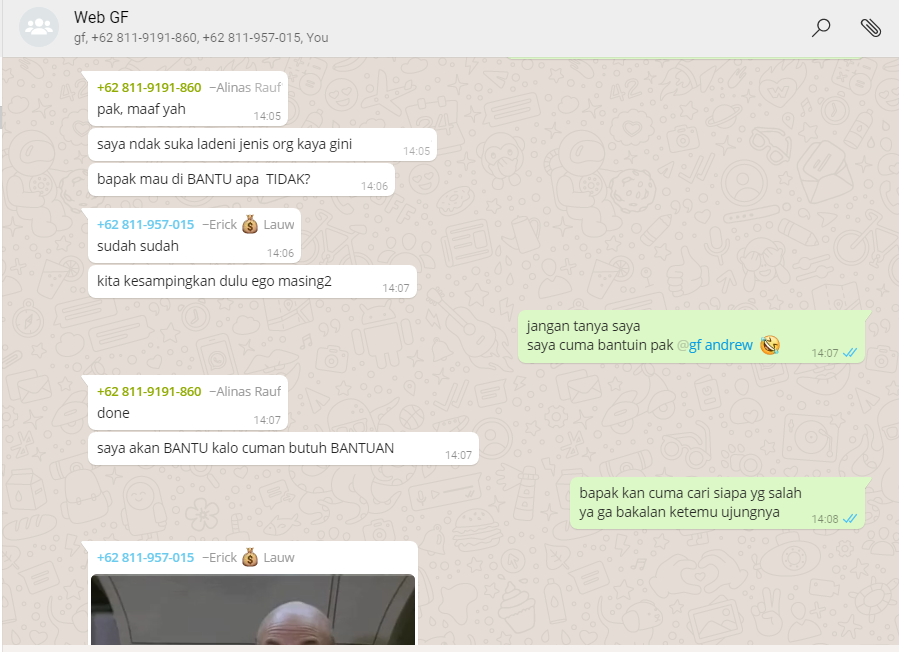 Web GF
gf, +62 811-9191-860, +62 811-957-015, You
+62 811-9191-860 ~Alinas Rauf
pak, maaf yah
14:05
saya ndak suka ladeni jenis org kaya gini
14:05
bapak mau di BANTU apa  TIDAK?
14:06
+62 811-957-015 ~Erick 💰 Lauw
sudah sudah
14:06
kita kesampingkan dulu ego masing2
14:07
jangan tanya saya
saya cuma bantuin pak @gf andrew 🤣
14:07
+62 811-9191-860 ~Alinas Rauf
done
14:07
saya akan BANTU kalo cuman butuh BANTUAN
14:07
bapak kan cuma cari siapa yg salah
ya ga bakalan ketemu ujungnya
14:08
+62 811-957-015 ~Erick 💰 Lauw